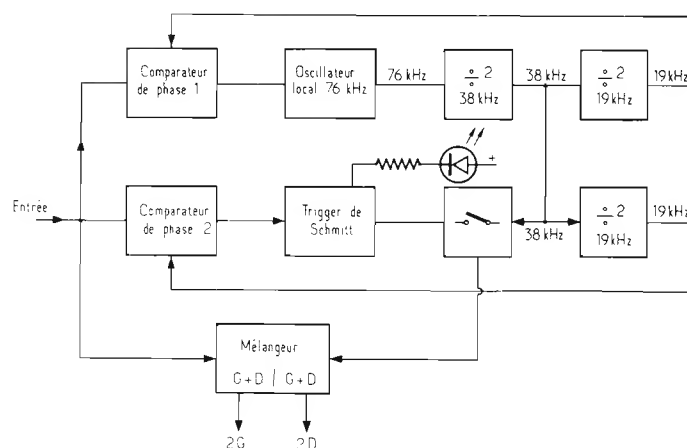 Comparateur
de phase 1
Oscillateur
local 76 kHz
76 kHz
÷ 2
38 kHz
38 kHz
÷ 2
19 kHz
19 kHz
+
Entrée
Comparateur
de phase 2
Trigger de
Schmitt
38 kHz
÷ 2
19 kHz
19 kHz
Mélangeur
G+D / G+D
2G
2D